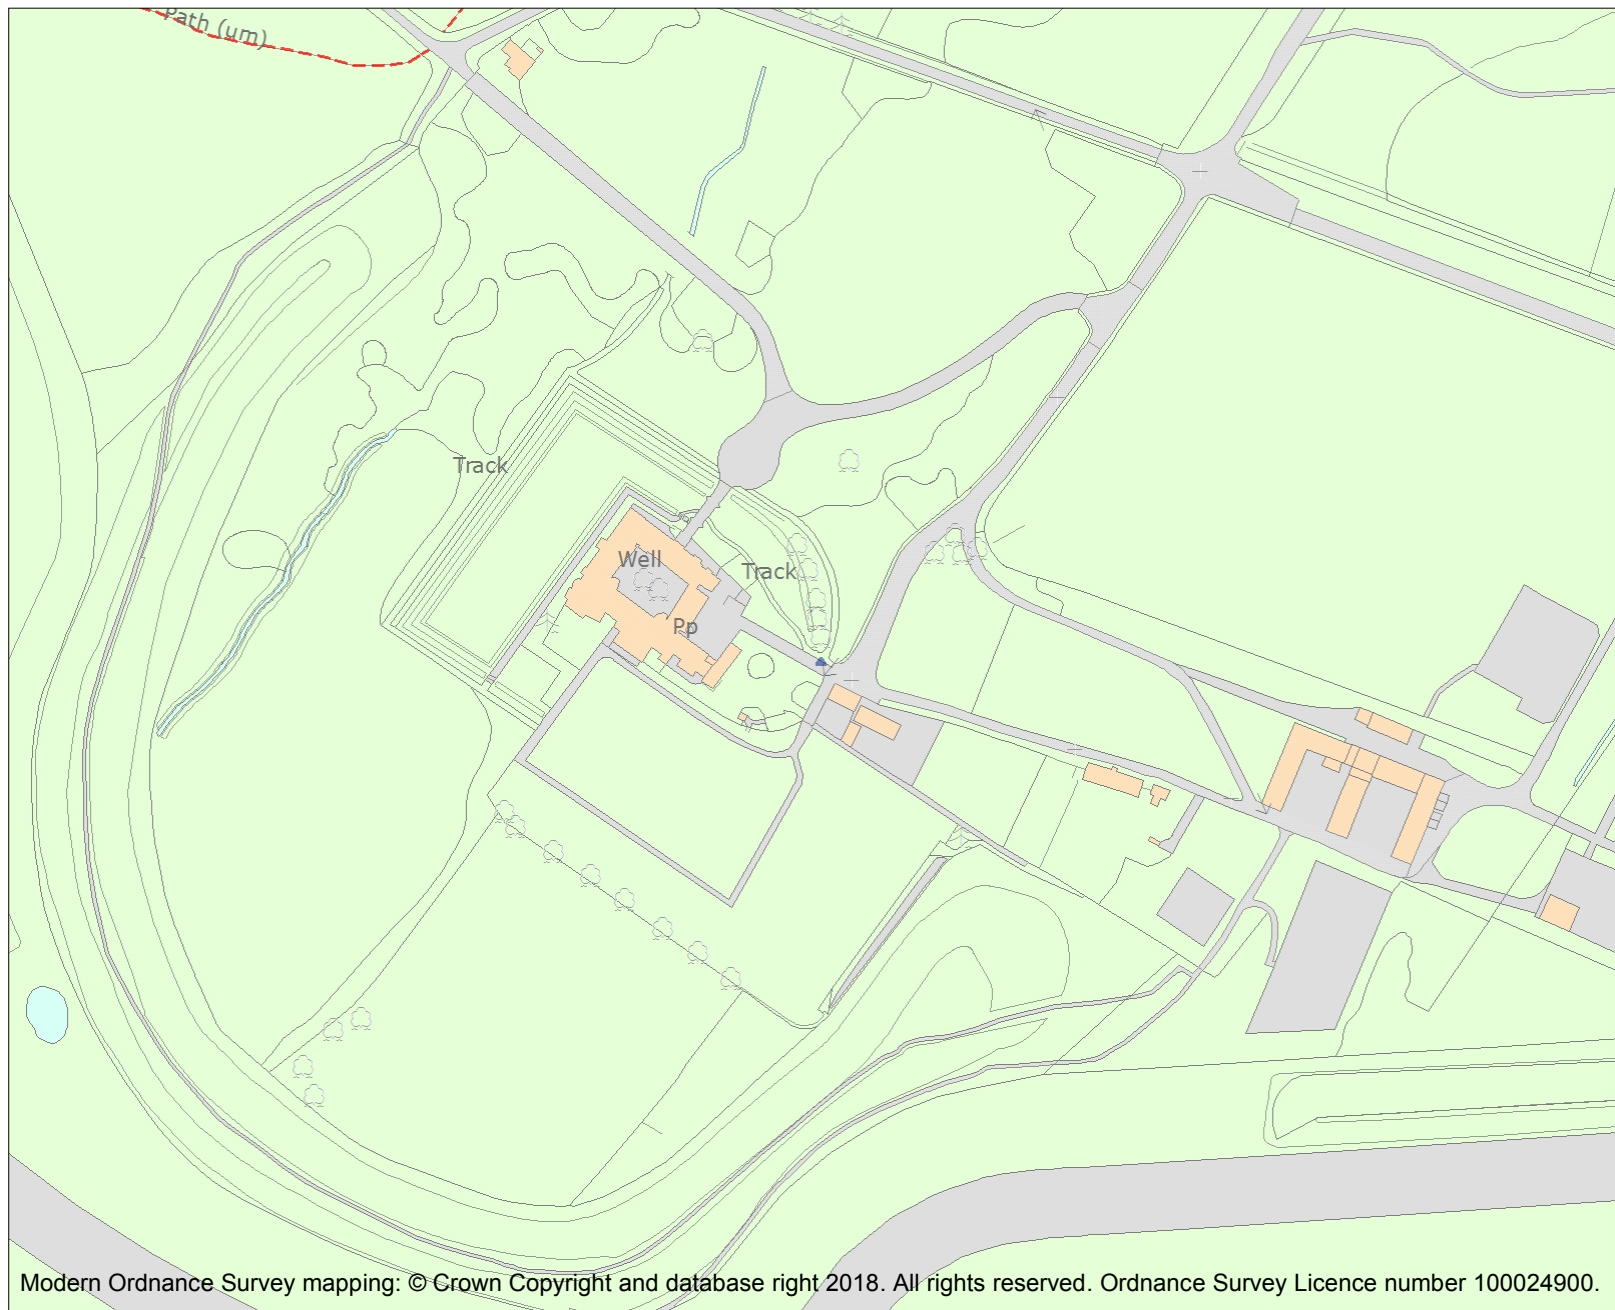 Path (um)
Track
Well
Track
Pp
Modern Ordnance Survey mapping: © Crown Copyright and database right 2018. All rights reserved. Ordnance Survey Licence number 100024900.